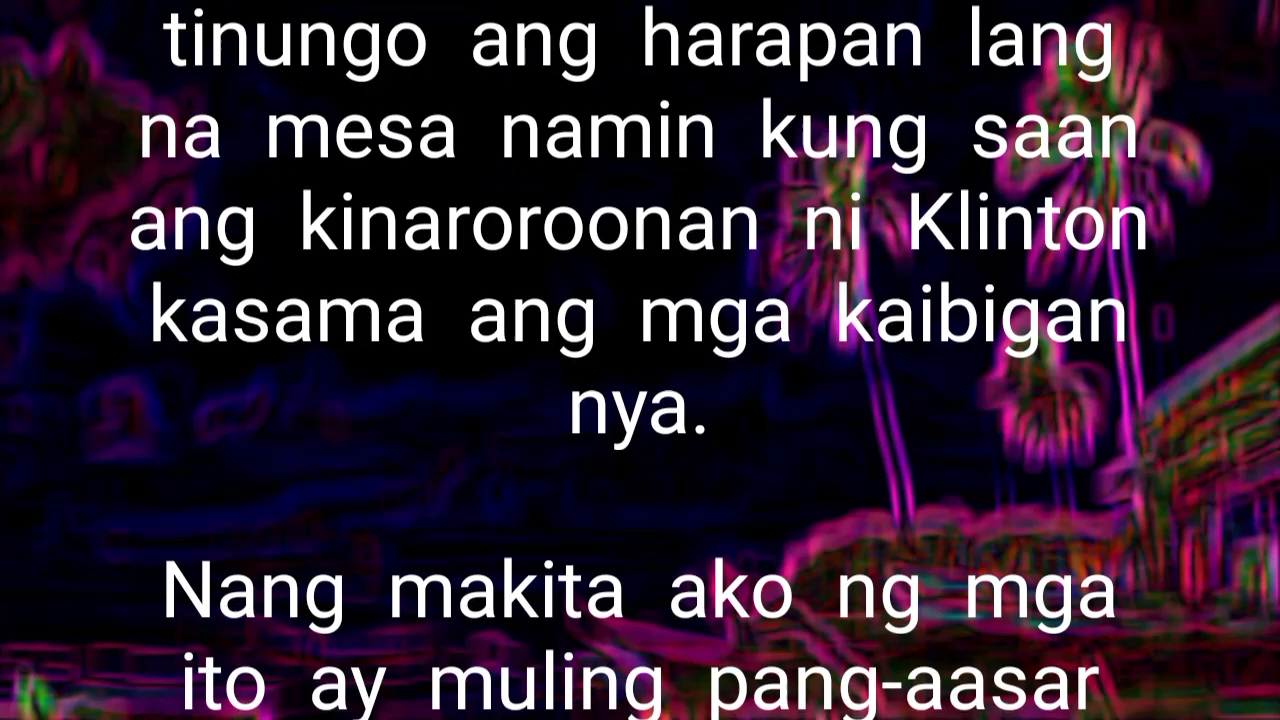 tinungo ang harapan lang
na mesa namin kung saan
ang kinaroroonan ni Klinton
kasama ang mga kaibigan
nya.
Nang makita ako ng mga
ito ay muling pang-aasar